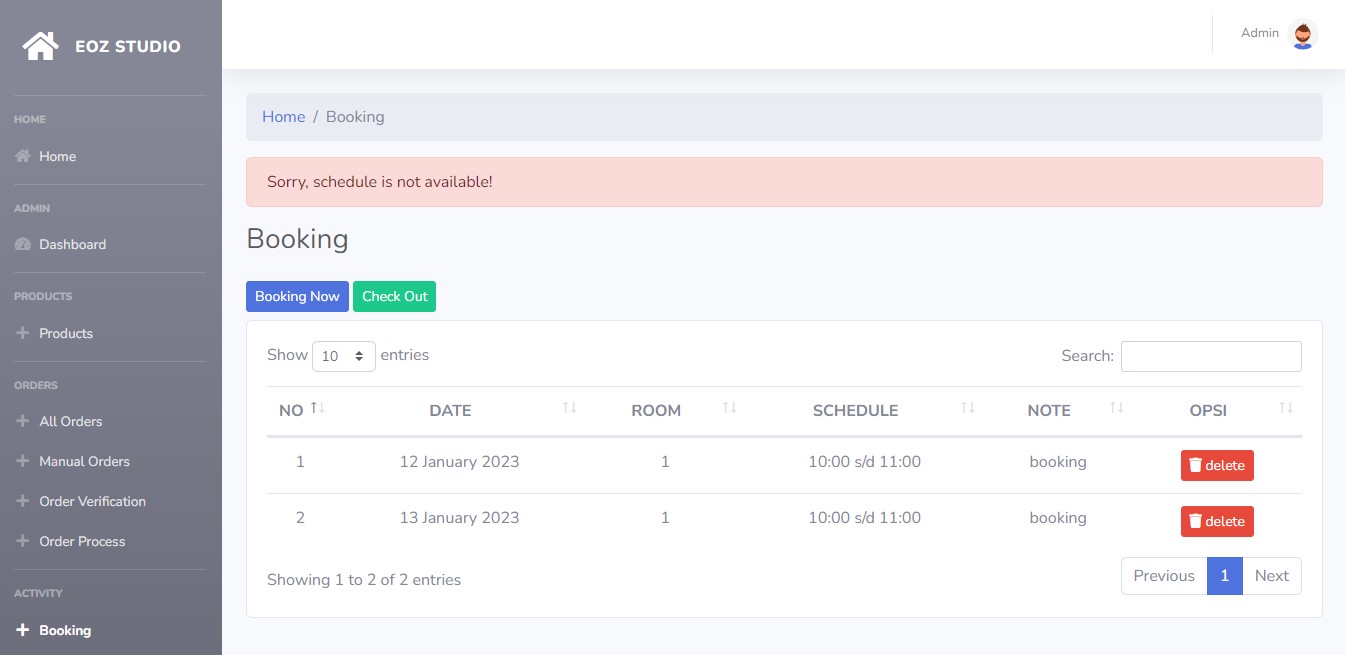 EOZ STUDIO
HOME
Home
ADMIN
Dashboard
PRODUCTS
Products
ORDERS
All Orders
Manual Orders
Order Verification
Order Process
ACTIVITY
Booking
Admin
Home / Booking
Sorry, schedule is not available!
Booking
Booking Now Check Out
Show 10 entries Search:
NO DATE ROOM SCHEDULE NOTE OPSI
1 12 January 2023 1 10:00 s/d 11:00 booking delete
2 13 January 2023 1 10:00 s/d 11:00 booking delete
Showing 1 to 2 of 2 entries Previous 1 Next